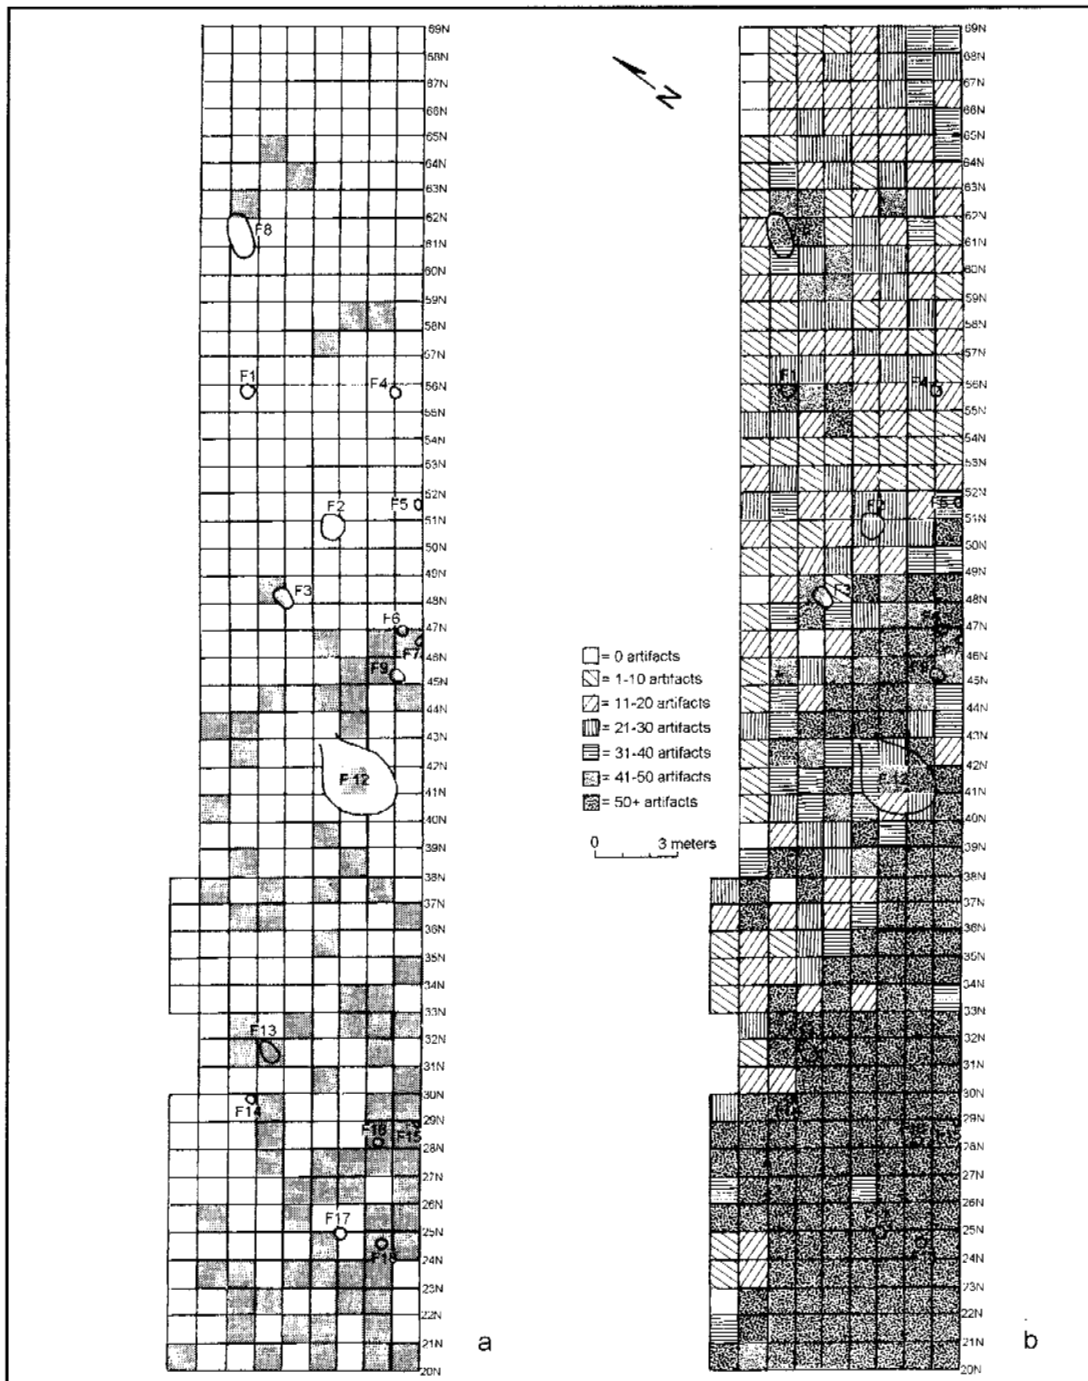 69N
68N
67N
66N
65N
64N
63N
62N
61N
60N
59N
58N
57N
56N
55N
54N
53N
52N
51N
50N
49N
48N
47N
46N
45N
44N
43N
42N
41N
40N
39N
38N
37N
36N
35N
34N
33N
32N
31N
30N
29N
28N
27N
26N
25N
24N
23N
22N
21N
20N
F8
F1
F4
F5
F2
F3
F6
F7
F9
F12
F13
F14
F16
F15
F17
F18
a
N
= 0 artifacts
= 1-10 artifacts
= 11-20 artifacts
= 21-30 artifacts
= 31-40 artifacts
= 41-50 artifacts
= 50+ artifacts
0 3 meters
69N
68N
67N
66N
65N
64N
63N
62N
61N
60N
59N
58N
57N
56N
55N
54N
53N
52N
51N
50N
49N
48N
47N
46N
45N
44N
43N
42N
41N
40N
39N
38N
37N
36N
35N
34N
33N
32N
31N
30N
29N
28N
27N
26N
25N
24N
23N
22N
21N
20N
F1
F4
F2
F5
F3
F12
b